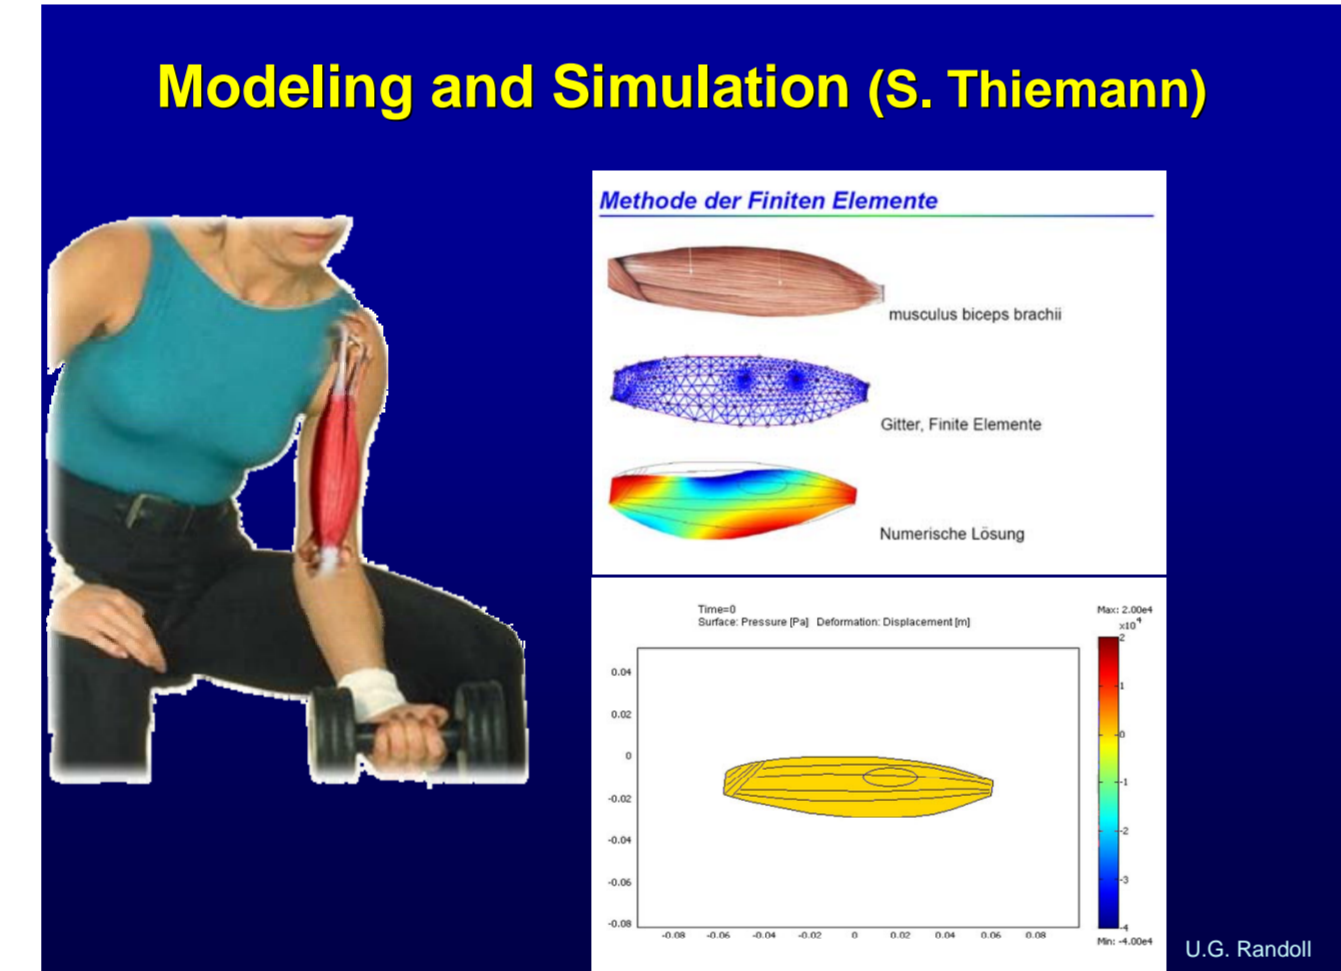 Modeling and Simulation (S. Thiemann)
Methode der Finiten Elemente
musculus biceps brachii
Gitter, Finite Elemente
Numerische Lösung
Time=0
Surface: Pressure [Pa] Deformation: Displacement [m]
Max: 2.00e4
x10^4
2
1
0
-1
-2
-3
-4
Min: -4.00e4
0.04
0.02
0
-0.02
-0.04
-0.06
-0.08
-0.08 -0.06 -0.04 -0.02 0 0.02 0.04 0.06 0.08
U.G. Randoll